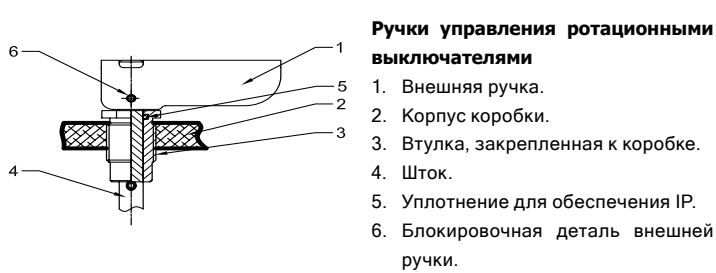 6
1
5
2
3
4
Ручки управления ротационными
выключателями
1. Внешняя ручка.
2. Корпус коробки.
3. Втулка, закрепленная к коробке.
4. Шток.
5. Уплотнение для обеспечения IP.
6. Блокировочная деталь внешней
ручки.